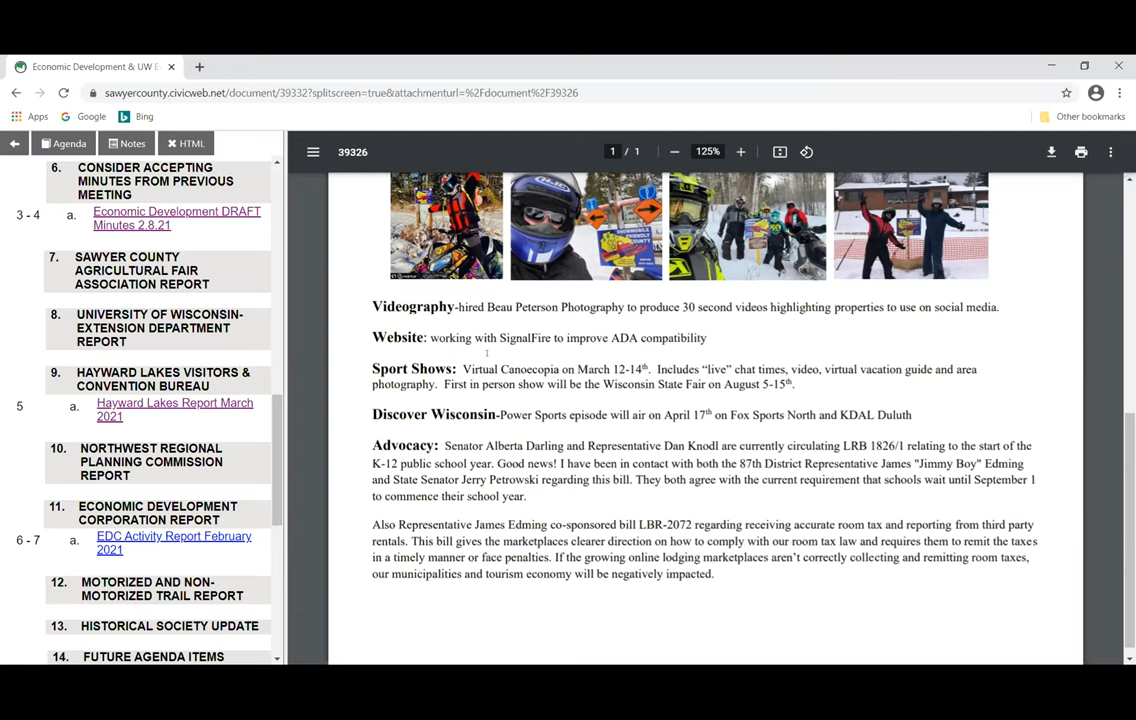 Economic Development & UW E
sawyercounty.civicweb.net/document/39332?splitscreen=true&attachmenturl=%2Fdocument%2F39326
Apps Google Bing Other bookmarks
Agenda Notes HTML
39326 1 / 1 125%
6. CONSIDER ACCEPTING
MINUTES FROM PREVIOUS
MEETING
3 - 4 a. Economic Development DRAFT
Minutes 2.8.21
7. SAWYER COUNTY
AGRICULTURAL FAIR
ASSOCIATION REPORT
8. UNIVERSITY OF WISCONSIN-
EXTENSION DEPARTMENT
REPORT
9. HAYWARD LAKES VISITORS &
CONVENTION BUREAU
5 a. Hayward Lakes Report March
2021
10. NORTHWEST REGIONAL
PLANNING COMMISSION
REPORT
11. ECONOMIC DEVELOPMENT
CORPORATION REPORT
6 - 7 a. EDC Activity Report February
2021
12. MOTORIZED AND NON-
MOTORIZED TRAIL REPORT
13. HISTORICAL SOCIETY UPDATE
14. FUTURE AGENDA ITEMS
SNOWMOBILE
FRIENDLY
COUNTY
Videography-hired Beau Peterson Photography to produce 30 second videos highlighting properties to use on social media.
Website: working with SignalFire to improve ADA compatibility
Sport Shows: Virtual Canoecopia on March 12-14th. Includes “live” chat times, video, virtual vacation guide and area
photography. First in person show will be the Wisconsin State Fair on August 5-15th.
Discover Wisconsin-Power Sports episode will air on April 17th on Fox Sports North and KDAL Duluth
Advocacy: Senator Alberta Darling and Representative Dan Knodl are currently circulating LRB 1826/1 relating to the start of the
K-12 public school year. Good news! I have been in contact with both the 87th District Representative James "Jimmy Boy" Edming
and State Senator Jerry Petrowski regarding this bill. They both agree with the current requirement that schools wait until September 1
to commence their school year.
Also Representative James Edming co-sponsored bill LBR-2072 regarding receiving accurate room tax and reporting from third party
rentals. This bill gives the marketplaces clearer direction on how to comply with our room tax law and requires them to remit the taxes
in a timely manner or face penalties. If the growing online lodging marketplaces aren’t correctly collecting and remitting room taxes,
our municipalities and tourism economy will be negatively impacted.